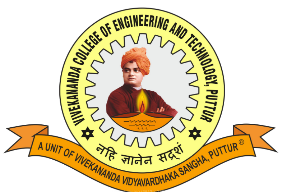 VIVEKANANDA COLLEGE OF ENGINEERING AND TECHNOLOGY, PUTTUR
नहि ज्ञानेन सदृशं
A UNIT OF VIVEKANANDA VIDYAVARDHAKA SANGHA, PUTTUR ®